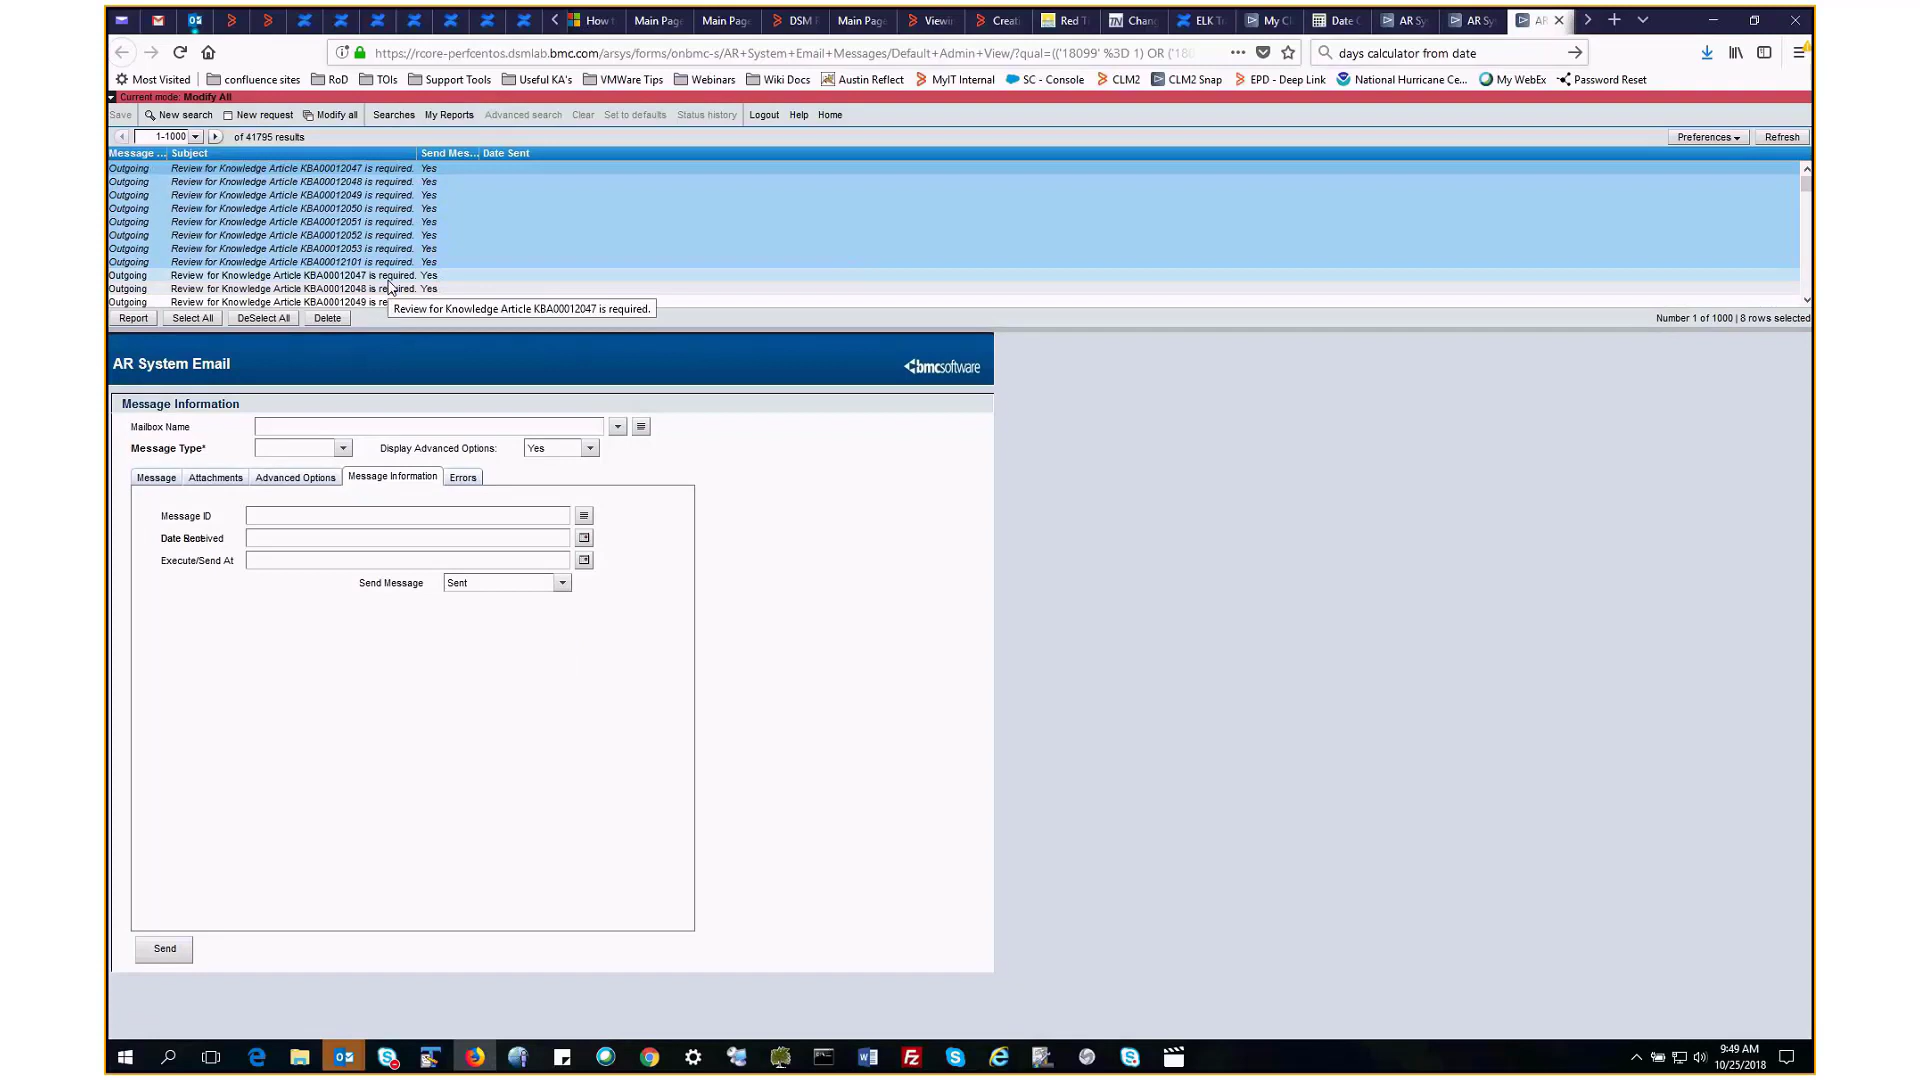 How t Main Page Main Page DSM F Main Page Viewin Creati Red T Chang ELK T My Cl Date C AR Sy AR Sy AR
https://rcore-perfcentos.dsmlab.bmc.com/arsys/forms/onbmc-s/AR+System+Email+Messages/Default+Admin+View/?qual=(('18099' %3D 1) OR ('18 days calculator from date
Most Visited confluence sites RoD TOIs Support Tools Useful KA's VMWare Tips Webinars Wiki Docs Austin Reflect MyIT Internal SC - Console CLM2 CLM2 Snap EPD - Deep Link National Hurricane Ce... My WebEx Password Reset
Current mode: Modify All
Save New search New request Modify all Searches My Reports Advanced search Clear Set to defaults Status history Logout Help Home
1-1000 of 41795 results Preferences Refresh
Message ... Subject Send Mes... Date Sent
Outgoing Review for Knowledge Article KBA00012047 is required. Yes
Outgoing Review for Knowledge Article KBA00012048 is required. Yes
Outgoing Review for Knowledge Article KBA00012049 is required. Yes
Outgoing Review for Knowledge Article KBA00012050 is required. Yes
Outgoing Review for Knowledge Article KBA00012051 is required. Yes
Outgoing Review for Knowledge Article KBA00012052 is required. Yes
Outgoing Review for Knowledge Article KBA00012053 is required. Yes
Outgoing Review for Knowledge Article KBA00012101 is required. Yes
Outgoing Review for Knowledge Article KBA00012047 is required. Yes
Outgoing Review for Knowledge Article KBA00012048 is required. Yes
Outgoing Review for Knowledge Article KBA00012049 is re
Review for Knowledge Article KBA00012047 is required.
Report Select All DeSelect All Delete Number 1 of 1000 | 8 rows selected
AR System Email bmcsoftware
Message Information
Mailbox Name
Message Type* Display Advanced Options: Yes
Message Attachments Advanced Options Message Information Errors
Message ID
Date Received
Execute/Send At
Send Message Sent
Send
9:49 AM
10/25/2018